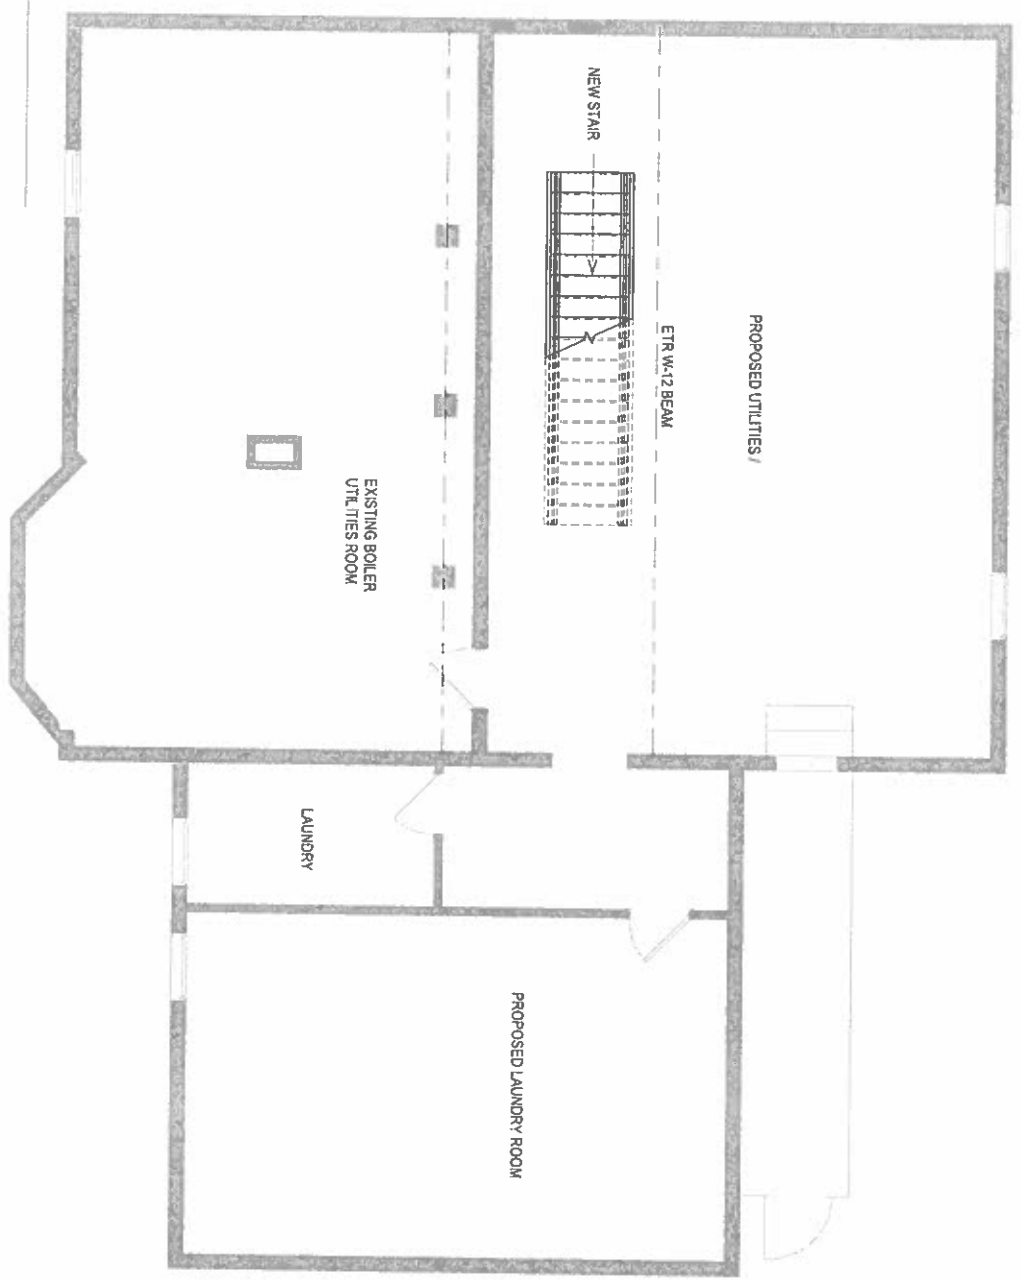 NEW STAIR
PROPOSED UTILITIES /
ETR W-12 BEAM
EXISTING BOILER
UTILITIES ROOM
LAUNDRY
PROPOSED LAUNDRY ROOM